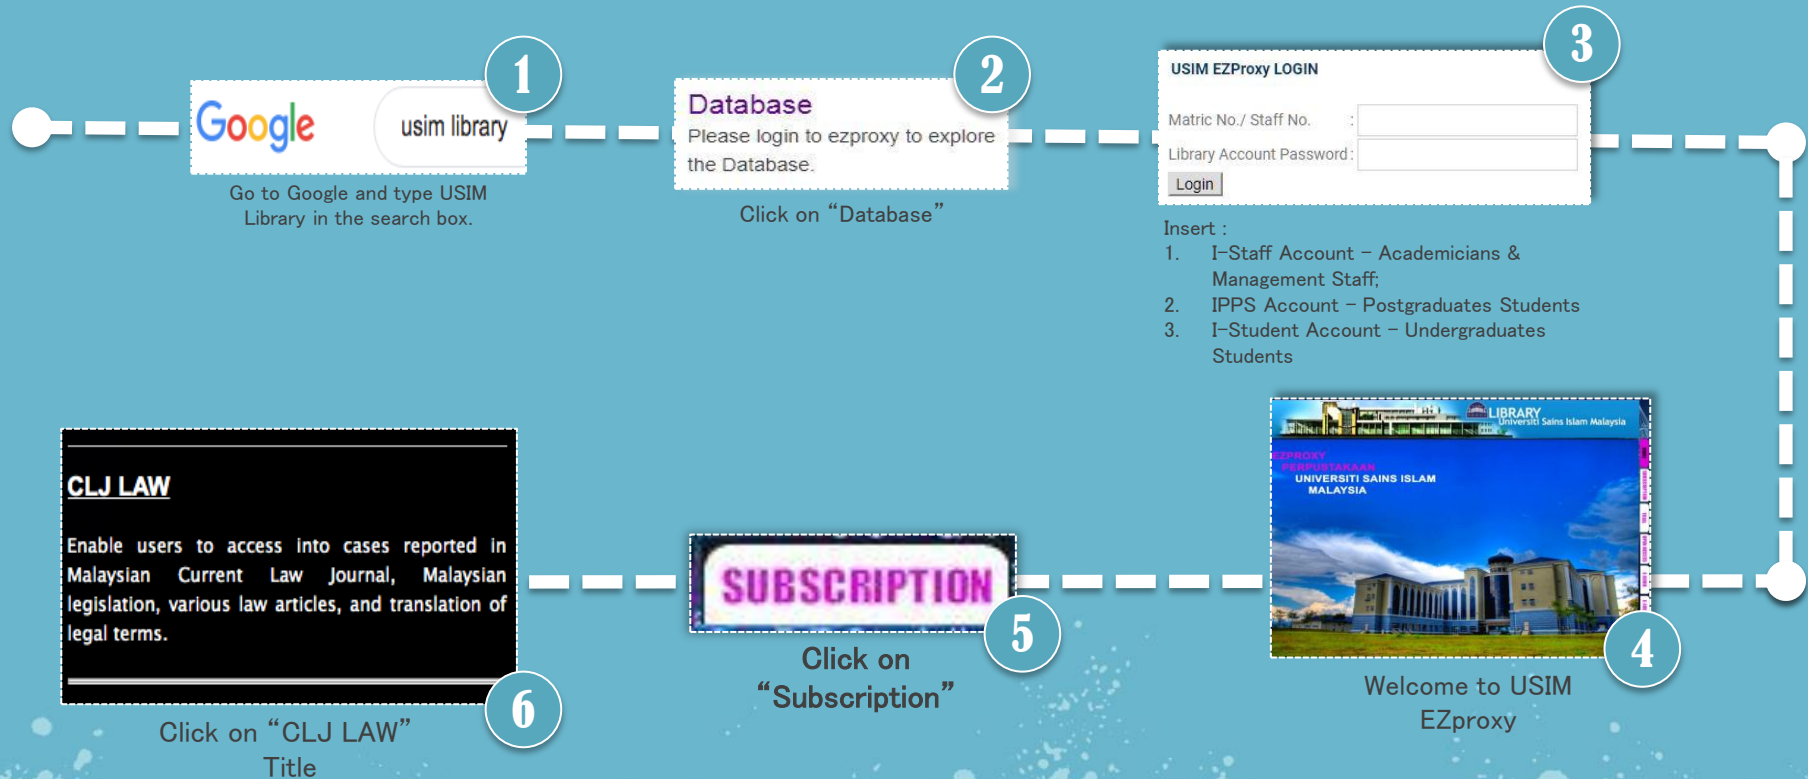 1
Google
usim library
Go to Google and type USIM
Library in the search box.
2
Database
Please login to ezproxy to explore
the Database.
Click on “Database”
3
USIM EZProxy LOGIN
Matric No./ Staff No. :
Library Account Password :
Login
Insert :
1. I-Staff Account – Academicians &
Management Staff;
2. IPPS Account – Postgraduates Students
3. I-Student Account – Undergraduates
Students
LIBRARY
Universiti Sains Islam Malaysia
EZPROXY
PERPUSTAKAAN
UNIVERSITI SAINS ISLAM
MALAYSIA
4
Welcome to USIM
EZproxy
SUBSCRIPTION
5
Click on
“Subscription”
CLJ LAW
Enable users to access into cases reported in
Malaysian Current Law Journal, Malaysian
legislation, various law articles, and translation of
legal terms.
6
Click on “CLJ LAW”
Title